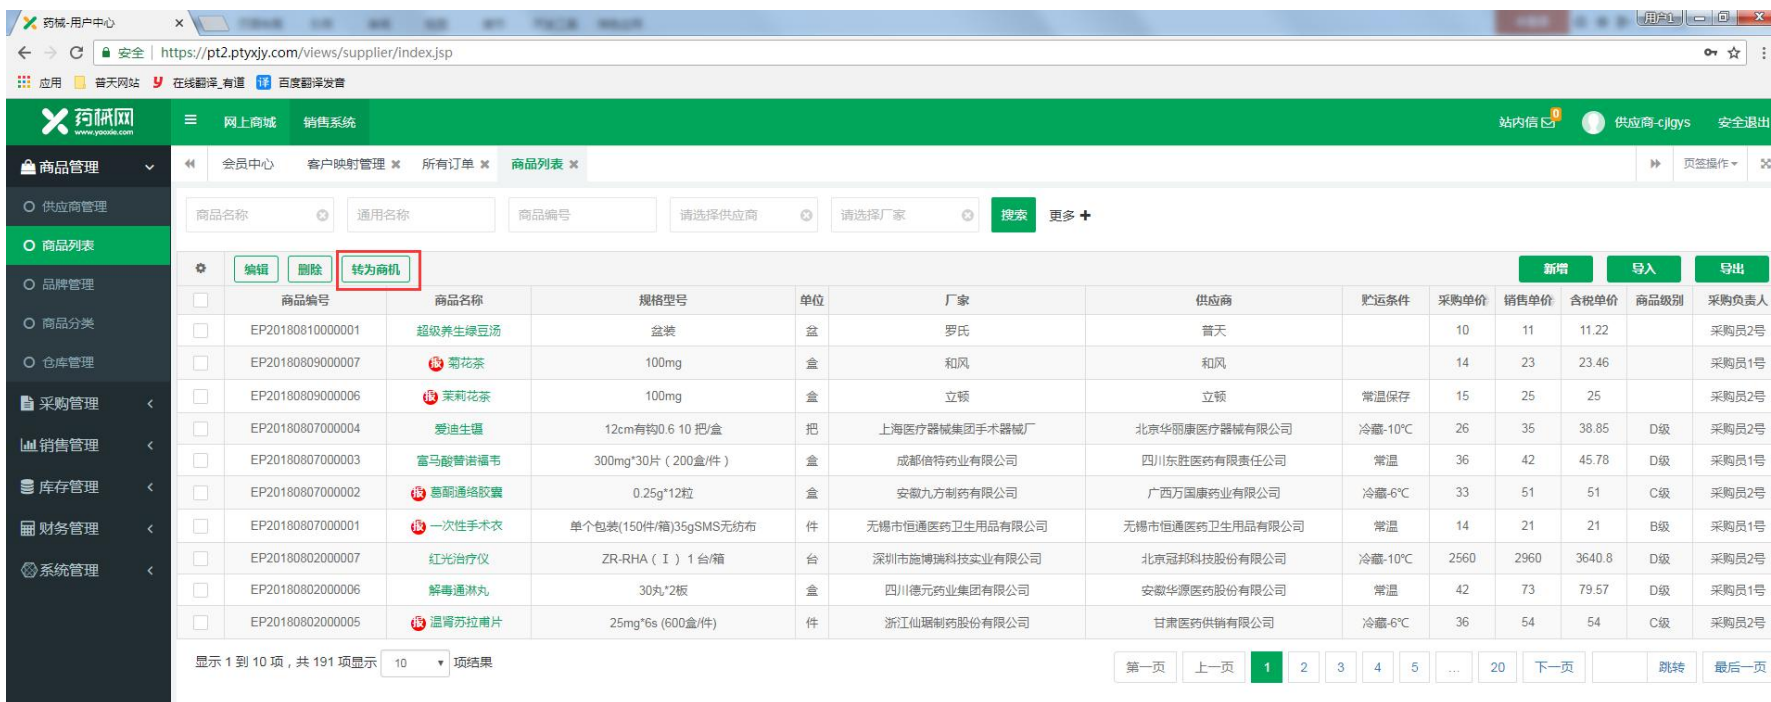 药械-用户中心
用户1
安全 | https://pt2.ptyxjy.com/views/supplier/index.jsp
应用 普天网站 在线翻译_有道 译 百度翻译发音
药械网 www.yaoxie.com
网上商城 销售系统 站内信 0 供应商-cjlgys 安全退出
商品管理
供应商管理
商品列表
品牌管理
商品分类
仓库管理
采购管理
销售管理
库存管理
财务管理
系统管理
会员中心 客户映射管理 所有订单 商品列表 页签操作
商品名称 通用名称 商品编号 请选择供应商 请选择厂家 搜索 更多
编辑 删除 转为商机 新增 导入 导出
商品编号 商品名称 规格型号 单位 厂家 供应商 贮运条件 采购单价 销售单价 含税单价 商品级别 采购负责人
EP20180810000001 超级养生绿豆汤 盆装 盆 罗氏 普天 10 11 11.22 采购员2号
EP20180809000007 报 菊花茶 100mg 盒 和风 和风 14 23 23.46 采购员1号
EP20180809000006 报 茉莉花茶 100mg 盒 立顿 立顿 常温保存 15 25 25 采购员2号
EP20180807000004 爱迪生镊 12cm有钩0.6 10 把/盒 把 上海医疗器械集团手术器械厂 北京华丽康医疗器械有限公司 冷藏-10℃ 26 35 38.85 D级 采购员2号
EP20180807000003 富马酸替诺福韦 300mg*30片（200盒/件） 盒 成都倍特药业有限公司 四川东胜医药有限责任公司 常温 36 42 45.78 D级 采购员1号
EP20180807000002 报 葛酮通络胶囊 0.25g*12粒 盒 安徽九方制药有限公司 广西万国康药业有限公司 冷藏-6℃ 33 51 51 C级 采购员2号
EP20180807000001 报 一次性手术衣 单个包装(150件/箱)35gSMS无纺布 件 无锡市恒通医药卫生用品有限公司 无锡市恒通医药卫生用品有限公司 常温 14 21 21 B级 采购员1号
EP20180802000007 红光治疗仪 ZR-RHA（Ⅰ）1 台/箱 台 深圳市施博瑞科技实业有限公司 北京冠邦科技股份有限公司 冷藏-10℃ 2560 2960 3640.8 D级 采购员2号
EP20180802000006 解毒通淋丸 30丸*2板 盒 四川德元药业集团有限公司 安徽华源医药股份有限公司 常温 42 73 79.57 D级 采购员1号
EP20180802000005 报 温肾苏拉甫片 25mg*6s (600盒/件) 件 浙江仙琚制药股份有限公司 甘肃医药供销有限公司 冷藏-6℃ 36 54 54 C级 采购员2号
显示 1 到 10 项，共 191 项显示 10 项结果
第一页 上一页 1 2 3 4 5 ... 20 下一页 跳转 最后一页